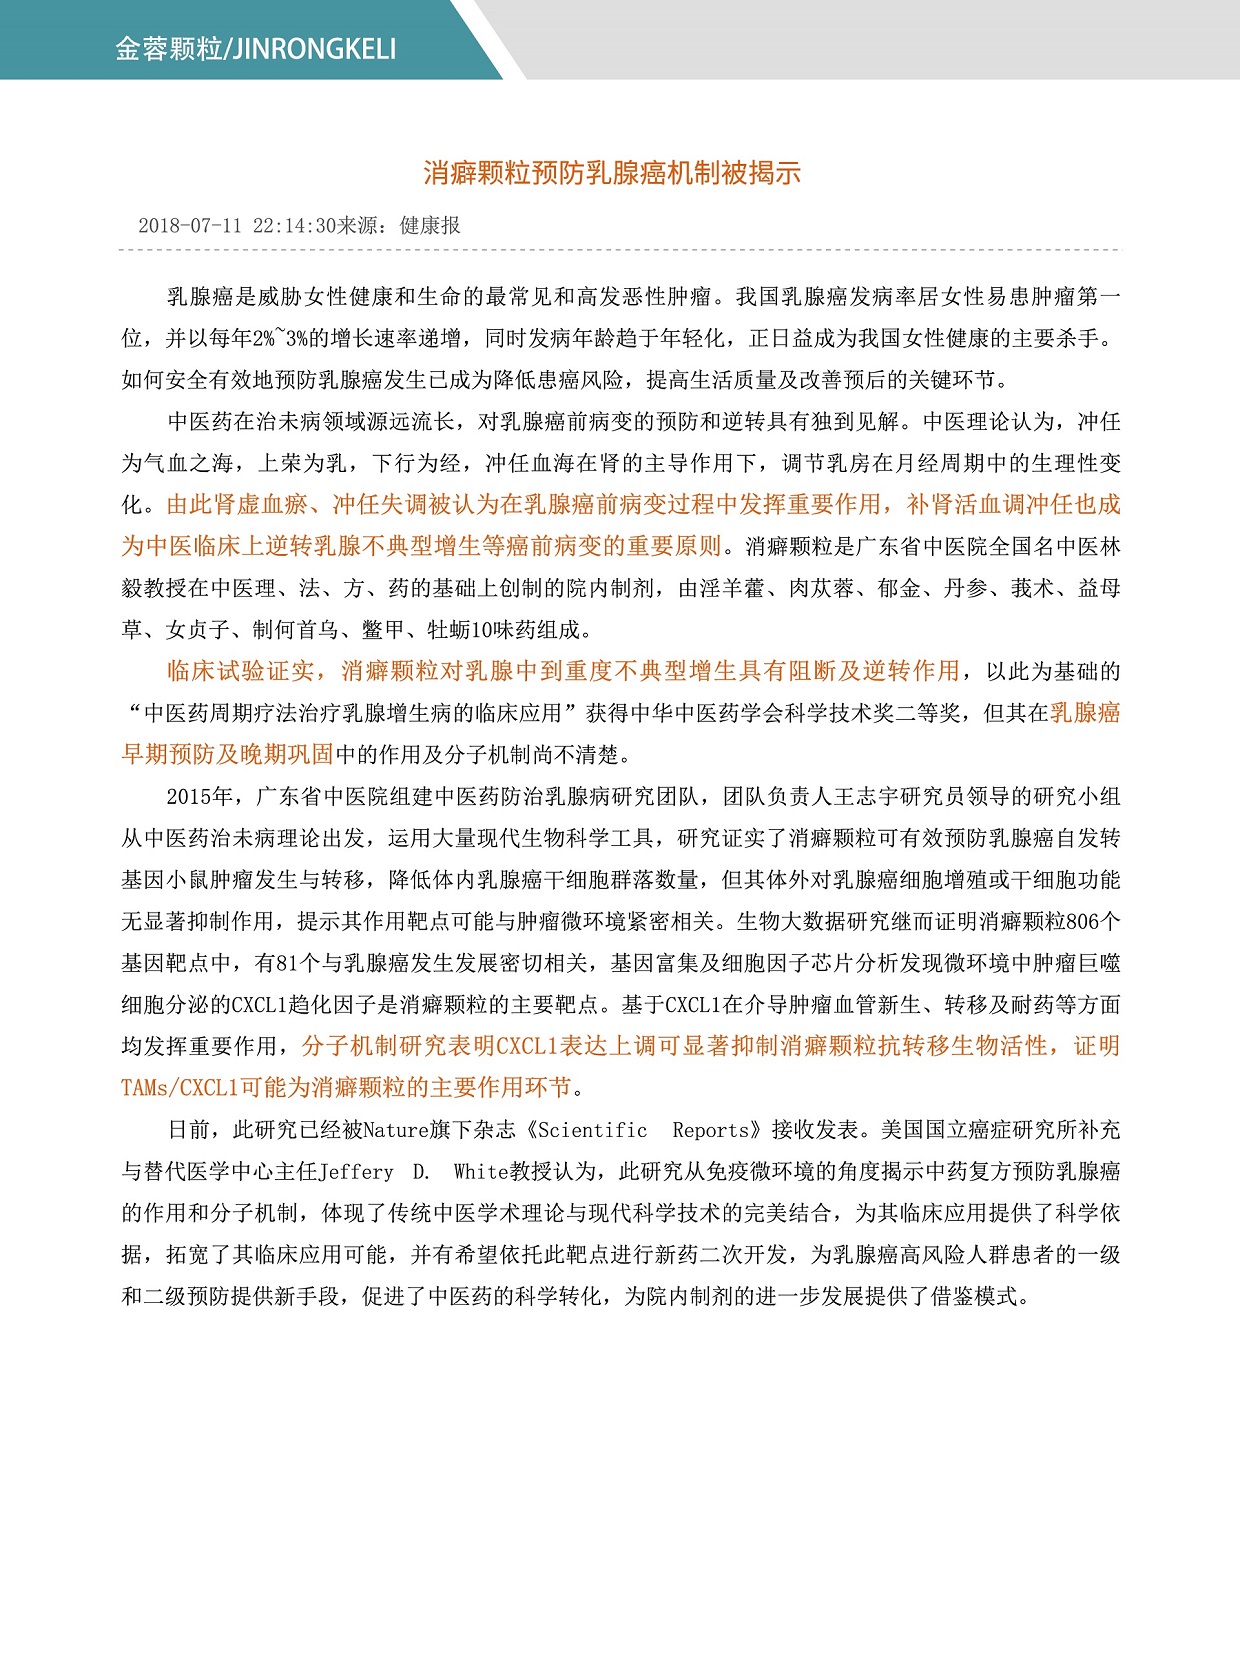 金蓉颗粒/JINRONGKELI
消癖颗粒预防乳腺癌机制被揭示
2018-07-11 22:14:30来源：健康报
乳腺癌是威胁女性健康和生命的最常见和高发恶性肿瘤。我国乳腺癌发病率居女性易患肿瘤第一
位，并以每年2%~3%的增长速率递增，同时发病年龄趋于年轻化，正日益成为我国女性健康的主要杀手。
如何安全有效地预防乳腺癌发生已成为降低患癌风险，提高生活质量及改善预后的关键环节。
中医药在治未病领域源远流长，对乳腺癌前病变的预防和逆转具有独到见解。中医理论认为，冲任
为气血之海，上荣为乳，下行为经，冲任血海在肾的主导作用下，调节乳房在月经周期中的生理性变
化。由此肾虚血瘀、冲任失调被认为在乳腺癌前病变过程中发挥重要作用，补肾活血调冲任也成
为中医临床上逆转乳腺不典型增生等癌前病变的重要原则。消癖颗粒是广东省中医院全国名中医林
毅教授在中医理、法、方、药的基础上创制的院内制剂，由淫羊藿、肉苁蓉、郁金、丹参、莪术、益母
草、女贞子、制何首乌、鳖甲、牡蛎10味药组成。
临床试验证实，消癖颗粒对乳腺中到重度不典型增生具有阻断及逆转作用，以此为基础的
“中医药周期疗法治疗乳腺增生病的临床应用”获得中华中医药学会科学技术奖二等奖，但其在乳腺癌
早期预防及晚期巩固中的作用及分子机制尚不清楚。
2015年，广东省中医院组建中医药防治乳腺病研究团队，团队负责人王志宇研究员领导的研究小组
从中医药治未病理论出发，运用大量现代生物科学工具，研究证实了消癖颗粒可有效预防乳腺癌自发转
基因小鼠肿瘤发生与转移，降低体内乳腺癌干细胞群落数量，但其体外对乳腺癌细胞增殖或干细胞功能
无显著抑制作用，提示其作用靶点可能与肿瘤微环境紧密相关。生物大数据研究继而证明消癖颗粒806个
基因靶点中，有81个与乳腺癌发生发展密切相关，基因富集及细胞因子芯片分析发现微环境中肿瘤巨噬
细胞分泌的CXCL1趋化因子是消癖颗粒的主要靶点。基于CXCL1在介导肿瘤血管新生、转移及耐药等方面
均发挥重要作用，分子机制研究表明CXCL1表达上调可显著抑制消癖颗粒抗转移生物活性，证明
TAMs/CXCL1可能为消癖颗粒的主要作用环节。
日前，此研究已经被Nature旗下杂志《Scientific Reports》接收发表。美国国立癌症研究所补充
与替代医学中心主任Jeffery D. White教授认为，此研究从免疫微环境的角度揭示中药复方预防乳腺癌
的作用和分子机制，体现了传统中医学术理论与现代科学技术的完美结合，为其临床应用提供了科学依
据，拓宽了其临床应用可能，并有希望依托此靶点进行新药二次开发，为乳腺癌高风险人群患者的一级
和二级预防提供新手段，促进了中医药的科学转化，为院内制剂的进一步发展提供了借鉴模式。